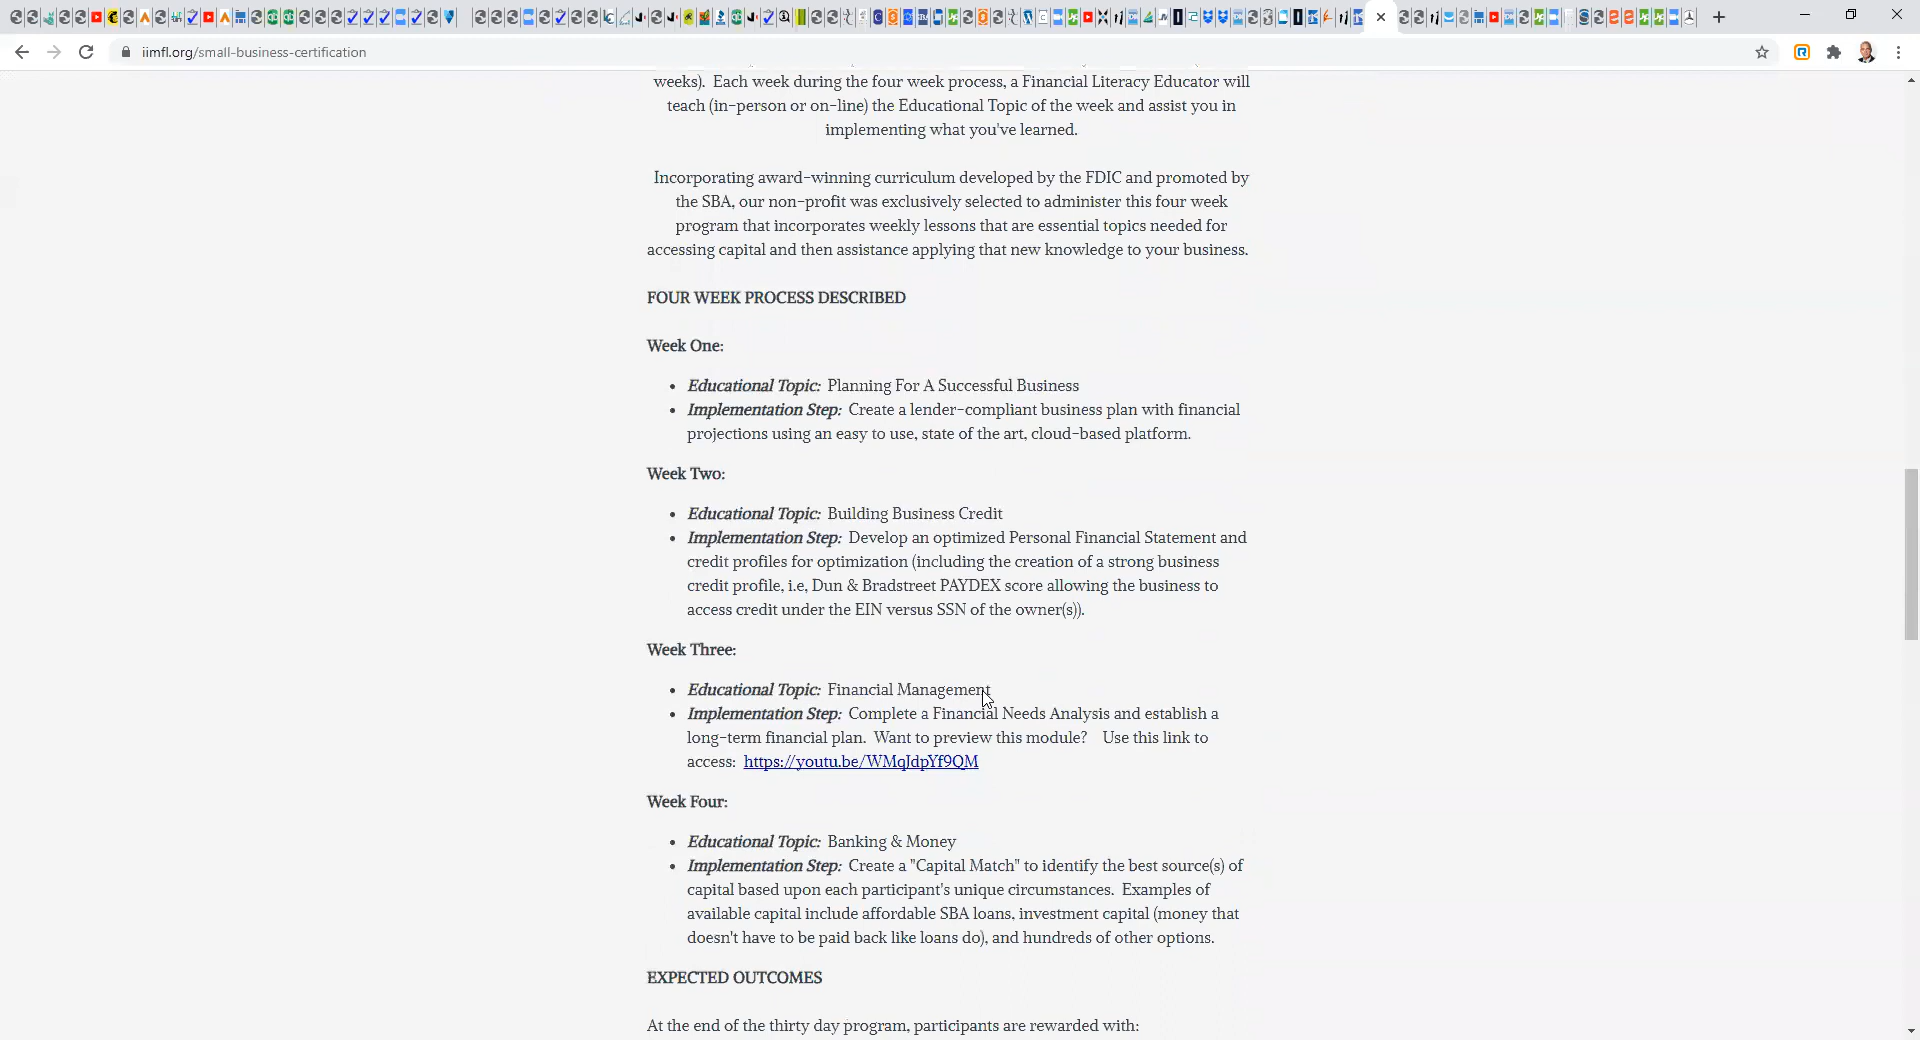 iimfl.org/small-business-certification
weeks).  Each week during the four week process, a Financial Literacy Educator will
teach (in-person or on-line) the Educational Topic of the week and assist you in
implementing what you've learned.
Incorporating award-winning curriculum developed by the FDIC and promoted by
the SBA, our non-profit was exclusively selected to administer this four week
program that incorporates weekly lessons that are essential topics needed for
accessing capital and then assistance applying that new knowledge to your business.
FOUR WEEK PROCESS DESCRIBED
Week One:
• Educational Topic:  Planning For A Successful Business
• Implementation Step:  Create a lender-compliant business plan with financial
projections using an easy to use, state of the art, cloud-based platform.
Week Two:
• Educational Topic:  Building Business Credit
• Implementation Step:  Develop an optimized Personal Financial Statement and
credit profiles for optimization (including the creation of a strong business
credit profile, i.e, Dun & Bradstreet PAYDEX score allowing the business to
access credit under the EIN versus SSN of the owner(s)).
Week Three:
• Educational Topic:  Financial Management
• Implementation Step:  Complete a Financial Needs Analysis and establish a
long-term financial plan.  Want to preview this module?   Use this link to
access:  https://youtu.be/WMqJdpYf9QM
Week Four:
• Educational Topic:  Banking & Money
• Implementation Step:  Create a "Capital Match" to identify the best source(s) of
capital based upon each participant's unique circumstances.  Examples of
available capital include affordable SBA loans, investment capital (money that
doesn't have to be paid back like loans do), and hundreds of other options.
EXPECTED OUTCOMES
At the end of the thirty day program, participants are rewarded with: